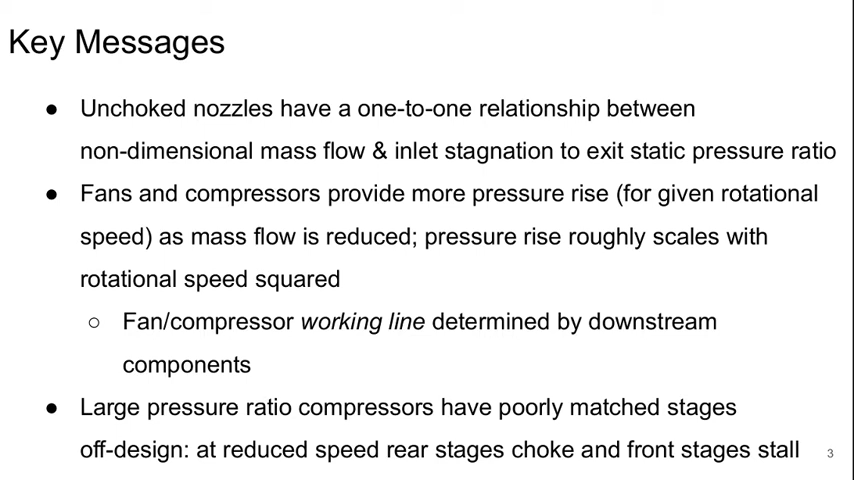 Key Messages
● Unchoked nozzles have a one-to-one relationship between
non-dimensional mass flow & inlet stagnation to exit static pressure ratio
● Fans and compressors provide more pressure rise (for given rotational
speed) as mass flow is reduced; pressure rise roughly scales with
rotational speed squared
○ Fan/compressor working line determined by downstream
components
● Large pressure ratio compressors have poorly matched stages
off-design: at reduced speed rear stages choke and front stages stall
3